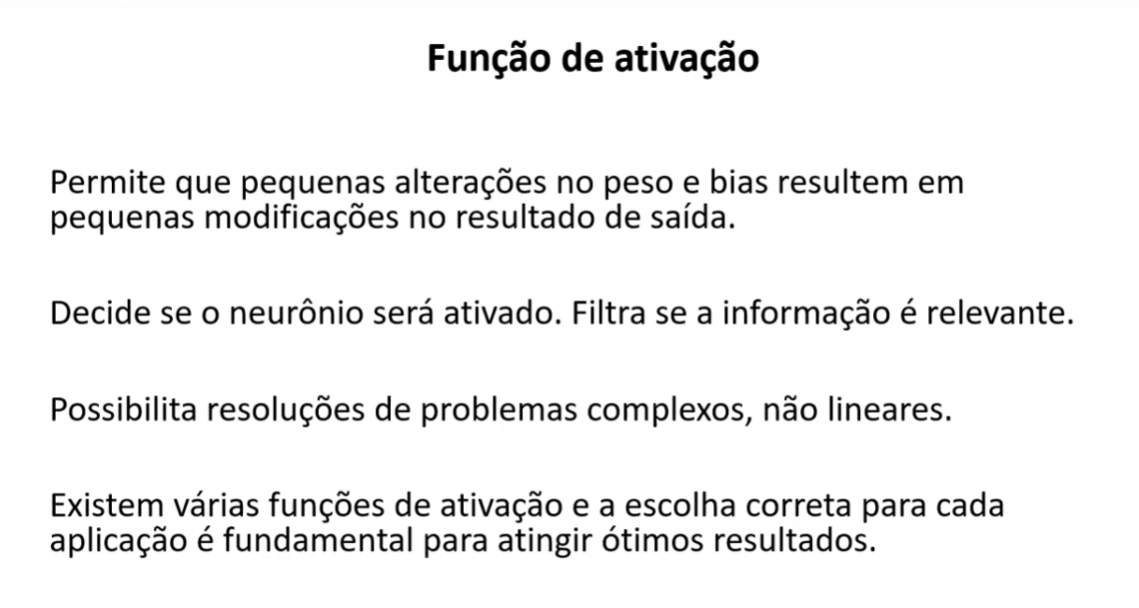 Função de ativação
Permite que pequenas alterações no peso e bias resultem em
pequenas modificações no resultado de saída.
Decide se o neurônio será ativado. Filtra se a informação é relevante.
Possibilita resoluções de problemas complexos, não lineares.
Existem várias funções de ativação e a escolha correta para cada
aplicação é fundamental para atingir ótimos resultados.